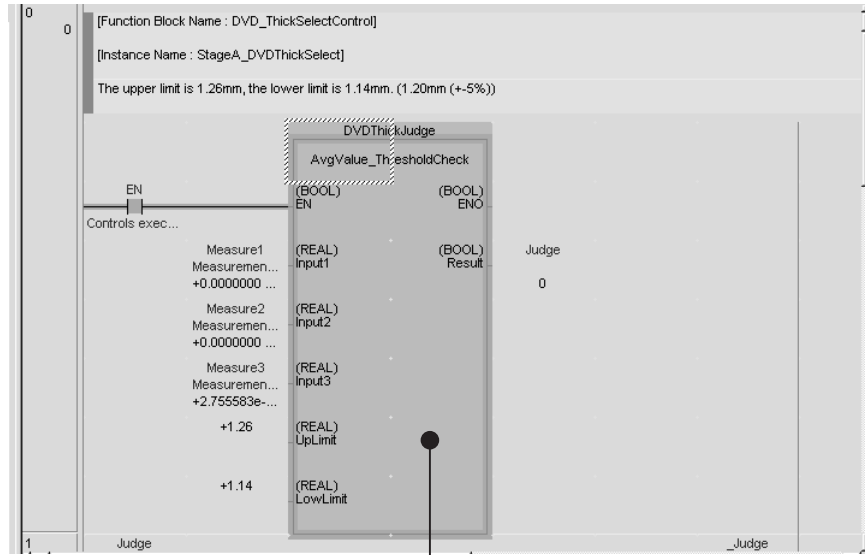 0
0
[Function Block Name : DVD_ThickSelectControl]
[Instance Name : StageA_DVDThickSelect]
The upper limit is 1.26mm, the lower limit is 1.14mm. (1.20mm (+-5%))
DVDThickJudge
AvgValue_ThresholdCheck
EN
(BOOL) (BOOL)
EN ENO
Controls exec...
Measure1 (REAL) (BOOL) Judge
Measuremen... Input1 Result
+0.0000000 ... 0
Measure2 (REAL)
Measuremen... Input2
+0.0000000 ...
Measure3 (REAL)
Measuremen... Input3
+2.755583e-...
+1.26 (REAL)
UpLimit
+1.14 (REAL)
LowLimit
1 Judge _Judge